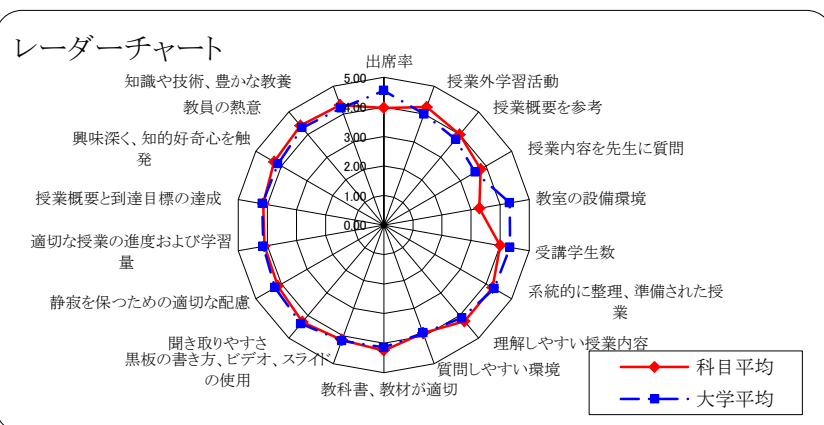 レーダーチャート
出席率
授業外学習活動
授業概要を参考
授業内容を先生に質問
教室の設備環境
受講学生数
系統的に整理、準備された授
業
理解しやすい授業内容
質問しやすい環境
教科書、教材が適切
黒板の書き方、ビデオ、スライド
の使用
聞き取りやすさ
静寂を保つための適切な配慮
適切な授業の進度および学習
量
授業概要と到達目標の達成
興味深く、知的好奇心を触
発
教員の熱意
知識や技術、豊かな教養
5.00
4.00
3.00
2.00
1.00
0.00
科目平均
大学平均